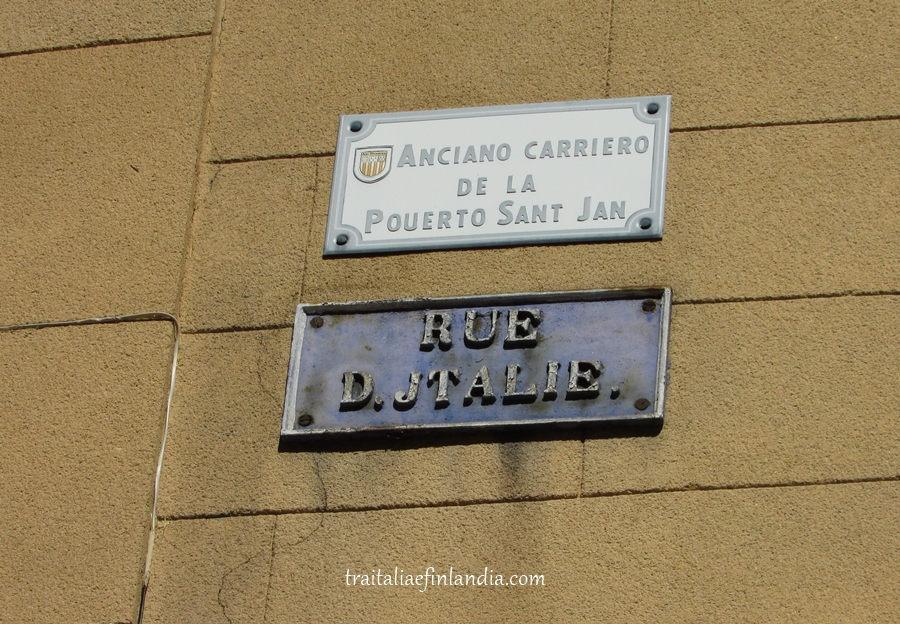 ANCIANO CARRIERO
DE LA
POUERTO SANT JAN
RUE
D. JTALIE.
traitaliaefinlandia.com